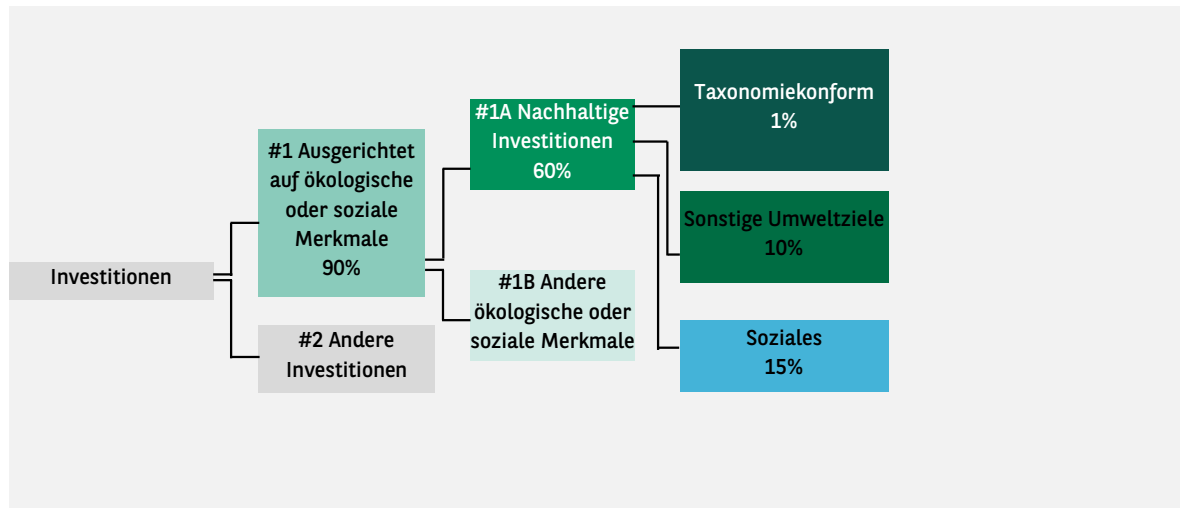 Investitionen
#1 Ausgerichtet
auf ökologische
oder soziale
Merkmale
90%
#2 Andere
Investitionen
#1A Nachhaltige
Investitionen
60%
#1B Andere
ökologische oder
soziale Merkmale
Taxonomiekonform
1%
Sonstige Umweltziele
10%
Soziales
15%